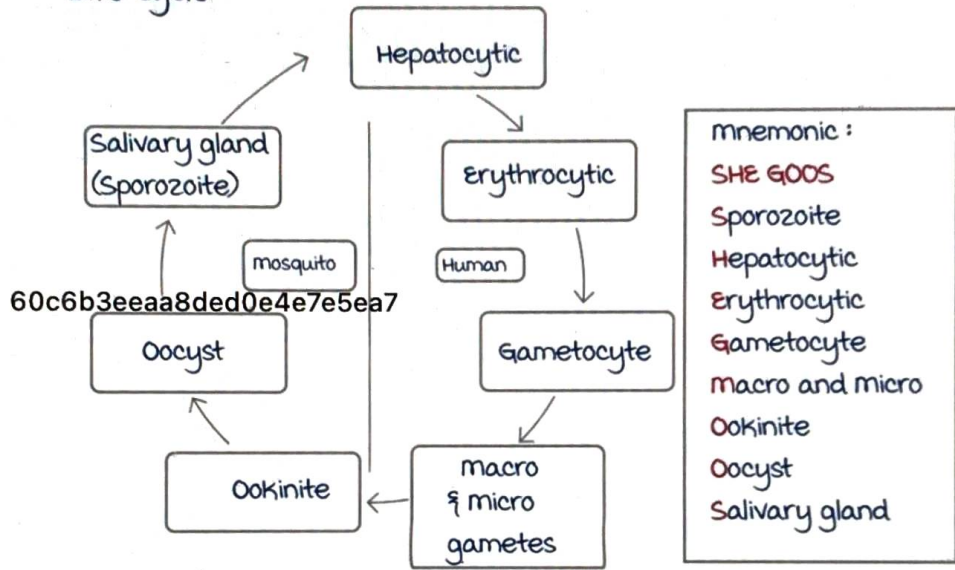 Hepatocytic
Salivary gland
(Sporozoite)
Erythrocytic
mosquito
Human
60c6b3eeaa8ded0e4e7e5ea7
Oocyst
Gametocyte
Ookinite
macro
& micro
gametes
mnemonic :
SHE GOOS
Sporozoite
Hepatocytic
Erythrocytic
Gametocyte
macro and micro
Ookinite
Oocyst
Salivary gland